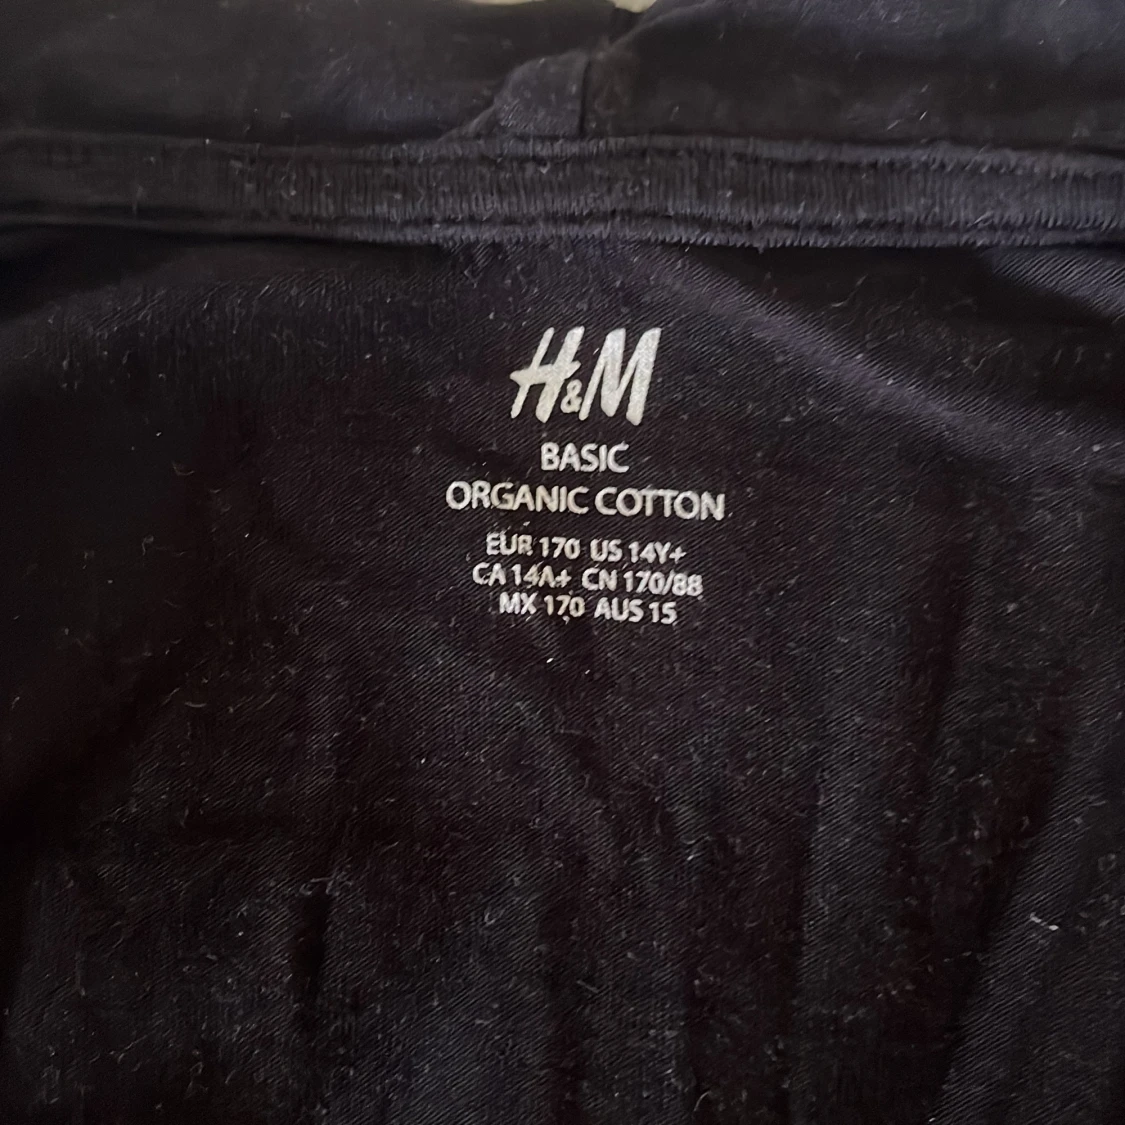 H&M
BASIC
ORGANIC COTTON
EUR 170 US 14Y+
CA 14A+ CN 170/88
MX 170 AUS 15